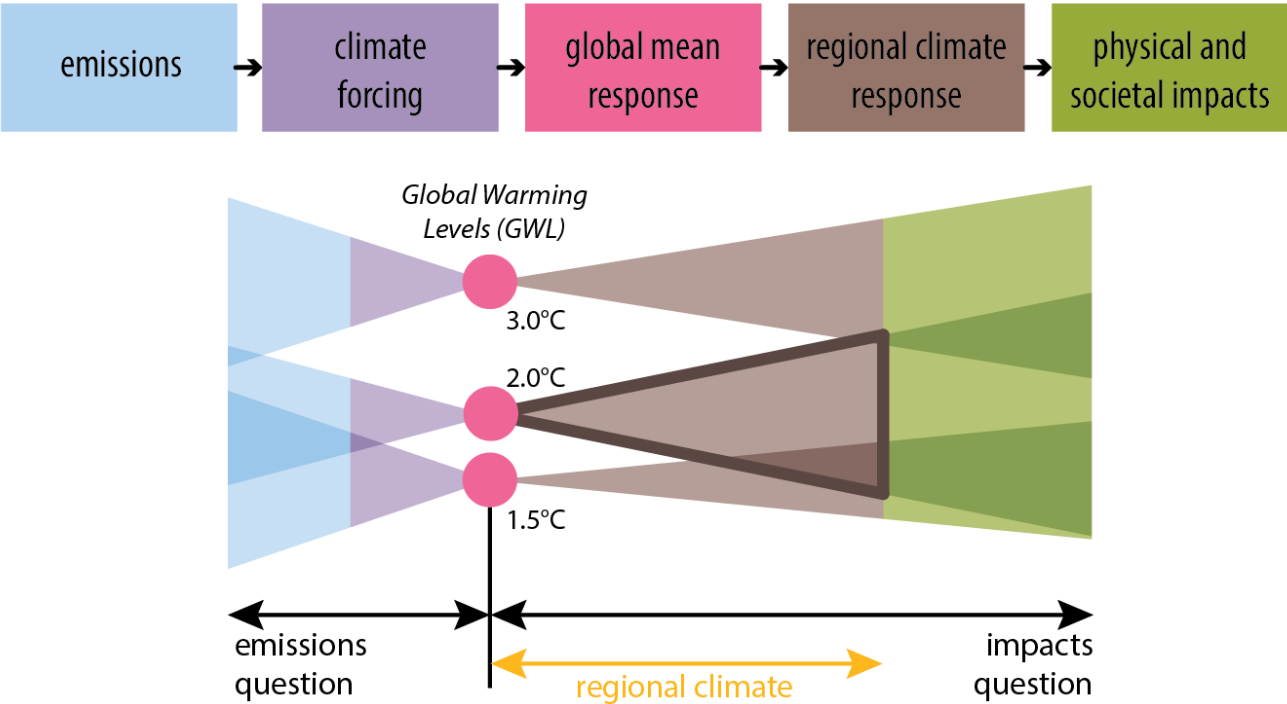 emissions
climate
forcing
global mean
response
regional climate
response
physical and
societal impacts
Global Warming
Levels (GWL)
3.0°C
2.0°C
1.5°C
emissions
question
regional climate
impacts
question